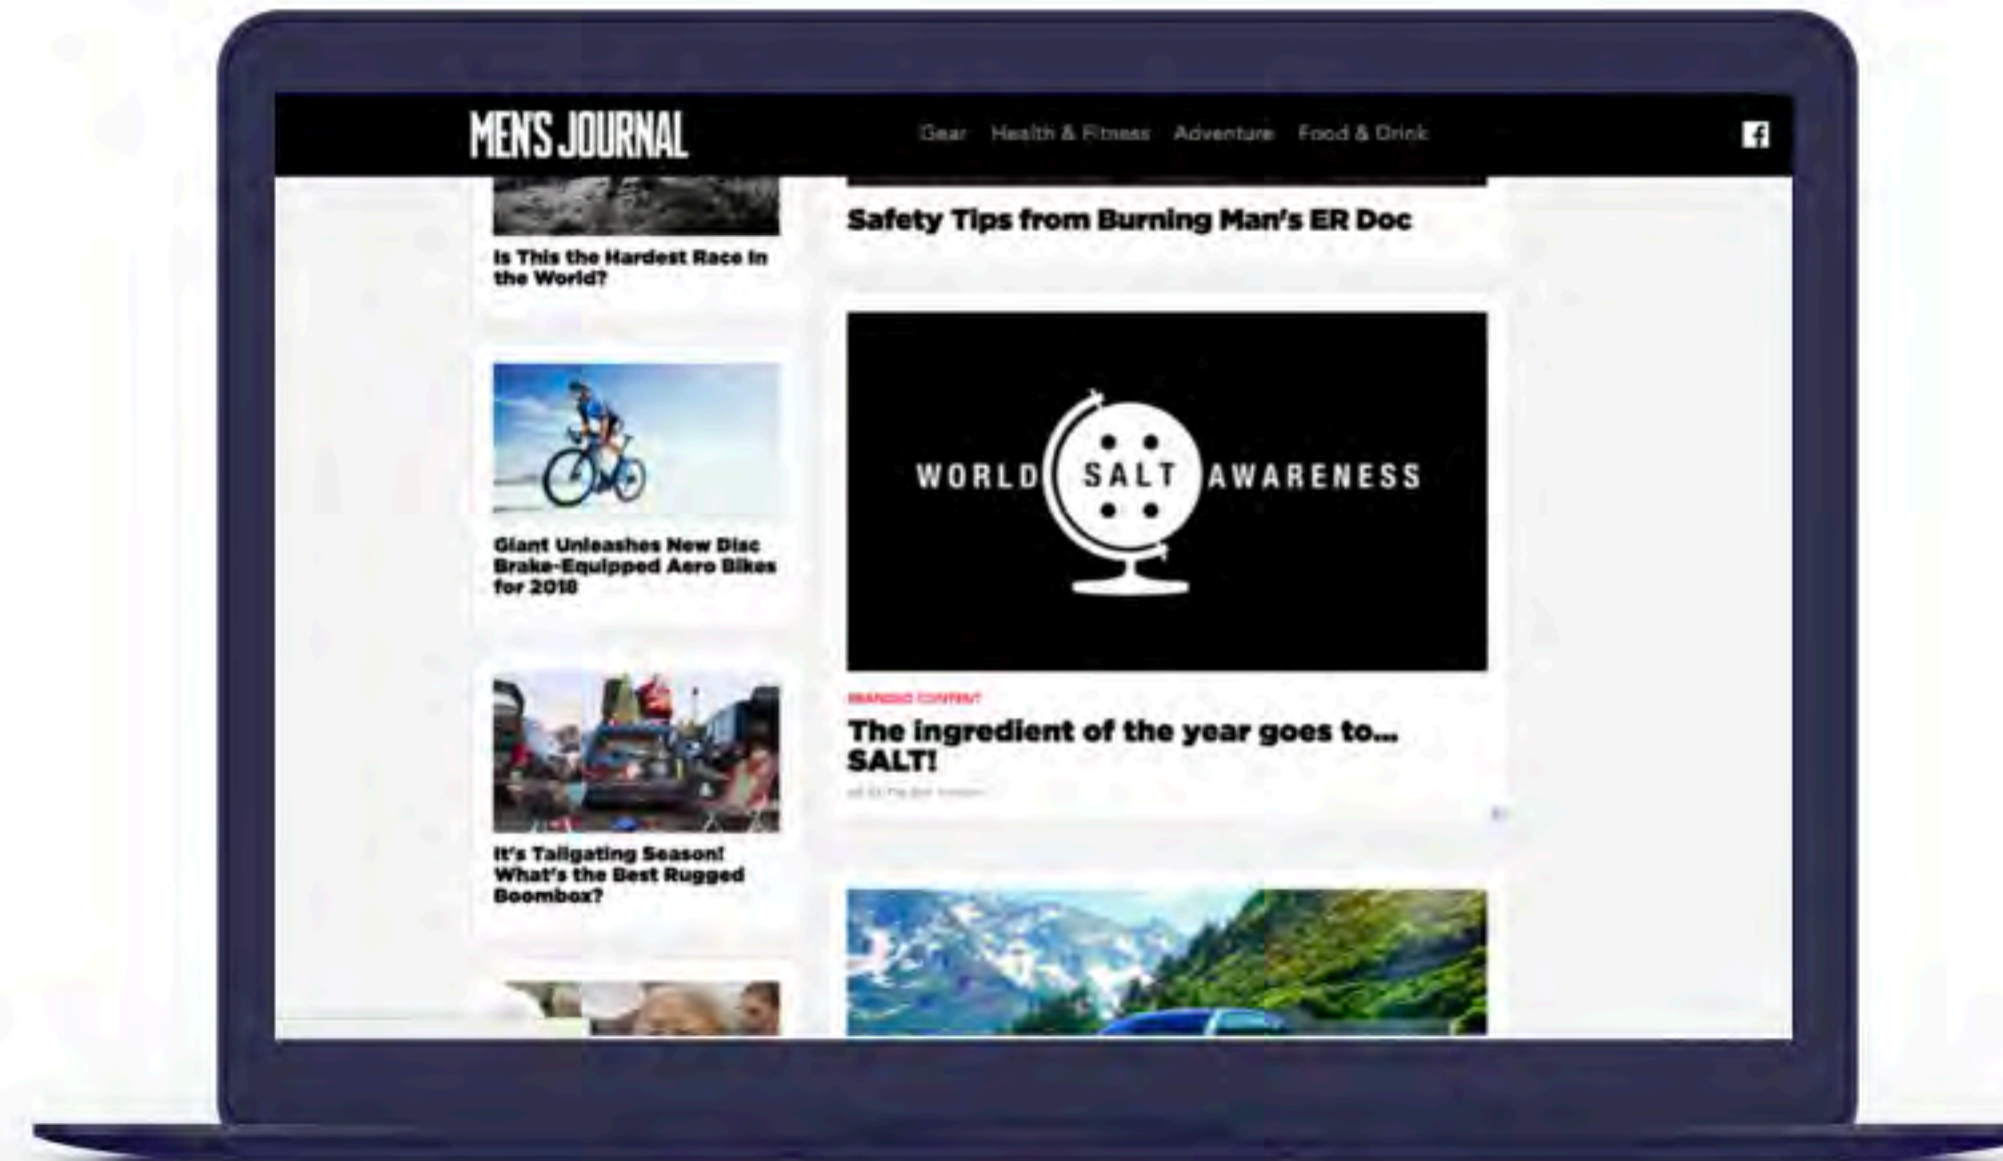 MEN'S JOURNAL
Gear Health & Fitness Adventure Food & Drink
Is This the Hardest Race In
the World?
Giant Unleashes New Disc
Brake-Equipped Aero Bikes
for 2018
It's Tailgating Season!
What's the Best Rugged
Boombox?
Safety Tips from Burning Man's ER Doc
WORLD SALT AWARENESS
BRANDED CONTENT
The ingredient of the year goes to...
SALT!